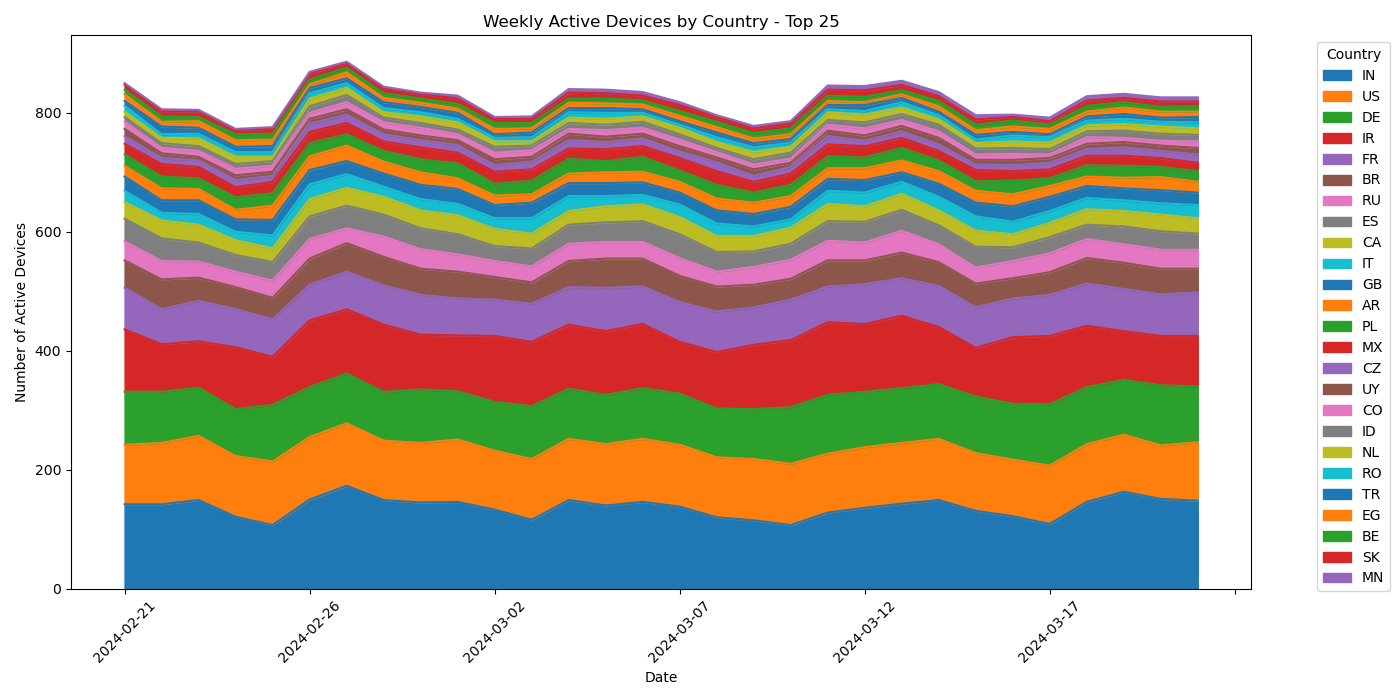 Weekly Active Devices by Country - Top 25
Number of Active Devices
800
600
400
200
0
2024-02-21
2024-02-26
2024-03-02
2024-03-07
2024-03-12
2024-03-17
Date
Country
IN
US
DE
IR
FR
BR
RU
ES
CA
IT
GB
AR
PL
MX
CZ
UY
CO
ID
NL
RO
TR
EG
BE
SK
MN